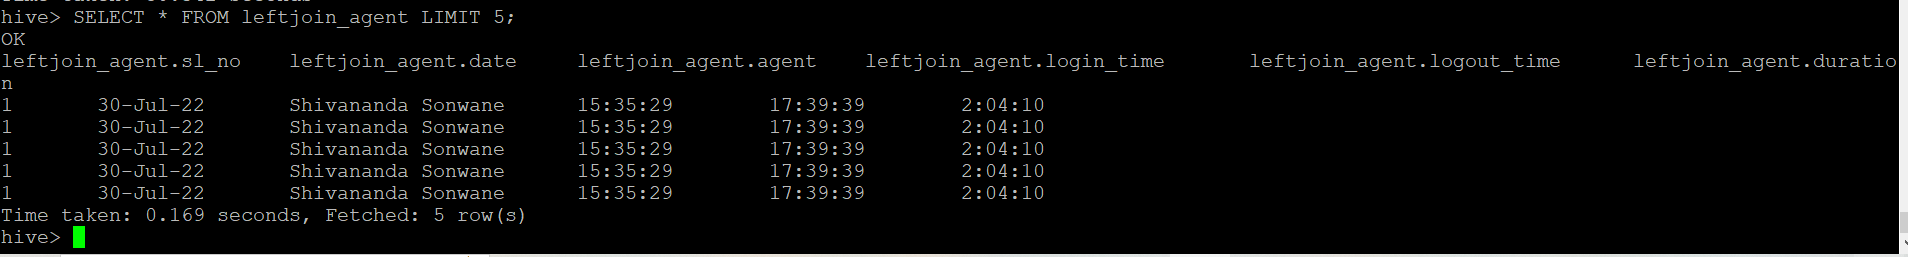 hive> SELECT * FROM leftjoin_agent LIMIT 5;
OK
leftjoin_agent.sl_no leftjoin_agent.date leftjoin_agent.agent leftjoin_agent.login_time leftjoin_agent.logout_time leftjoin_agent.duratio
n
1 30-Jul-22 Shivananda Sonwane 15:35:29 17:39:39 2:04:10
1 30-Jul-22 Shivananda Sonwane 15:35:29 17:39:39 2:04:10
1 30-Jul-22 Shivananda Sonwane 15:35:29 17:39:39 2:04:10
1 30-Jul-22 Shivananda Sonwane 15:35:29 17:39:39 2:04:10
1 30-Jul-22 Shivananda Sonwane 15:35:29 17:39:39 2:04:10
Time taken: 0.169 seconds, Fetched: 5 row(s)
hive>